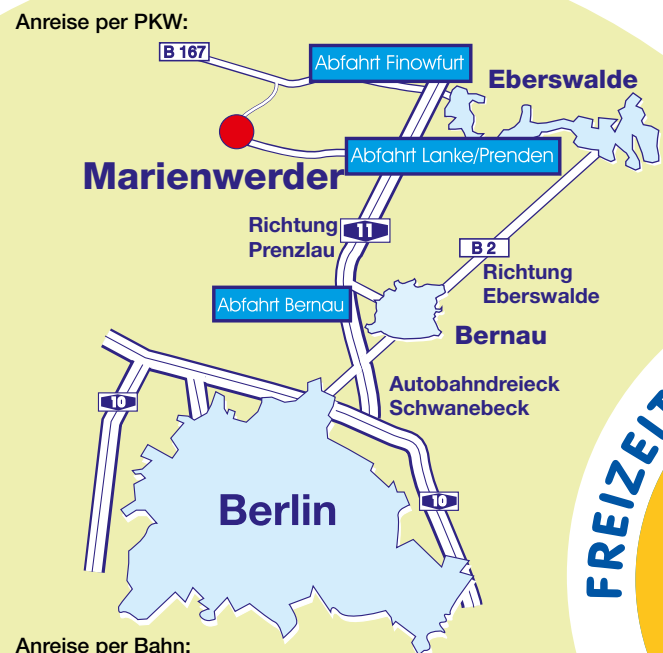 Anreise per PKW:
B 167
Abfahrt Finowfurt
Eberswalde
Abfahrt Lanke/Prenden
Marienwerder
Richtung
Prenzlau
11
B 2
Richtung
Eberswalde
Abfahrt Bernau
Bernau
Autobahndreieck
Schwanebeck
10
10
Berlin
FREIZEIT
Anreise per Bahn: